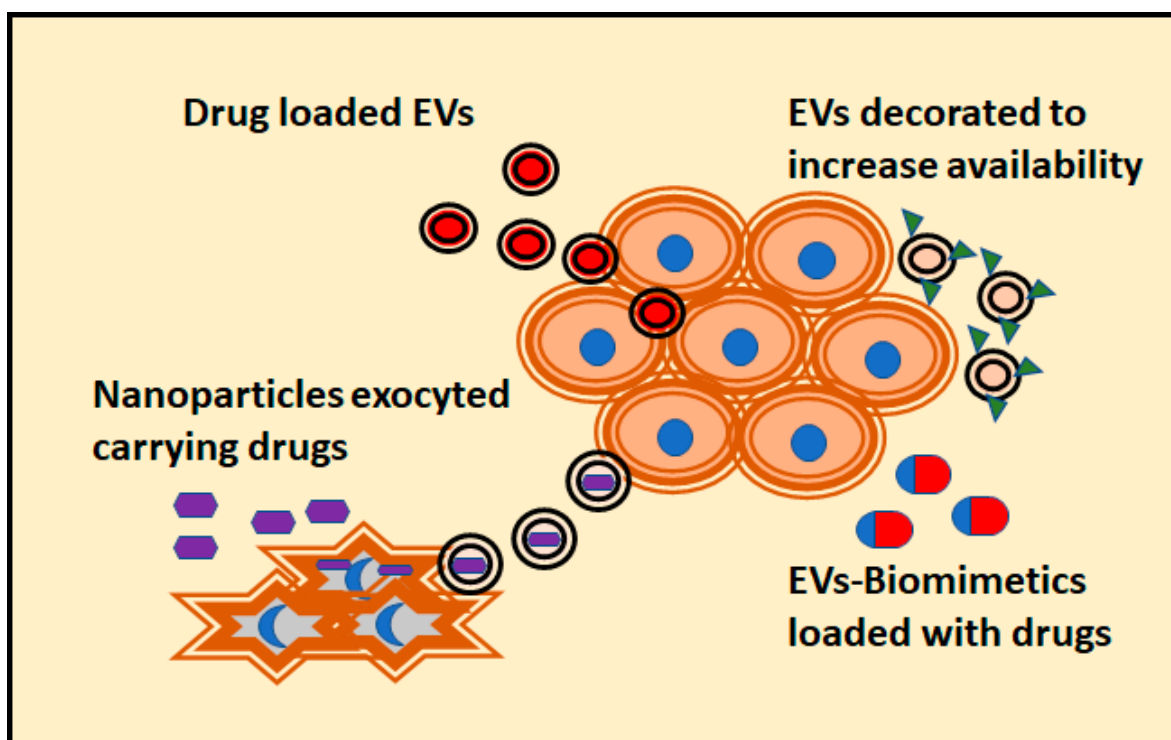 Drug loaded EVs
EVs decorated to
increase availability
Nanoparticles exocyted
carrying drugs
EVs-Biomimetics
loaded with drugs